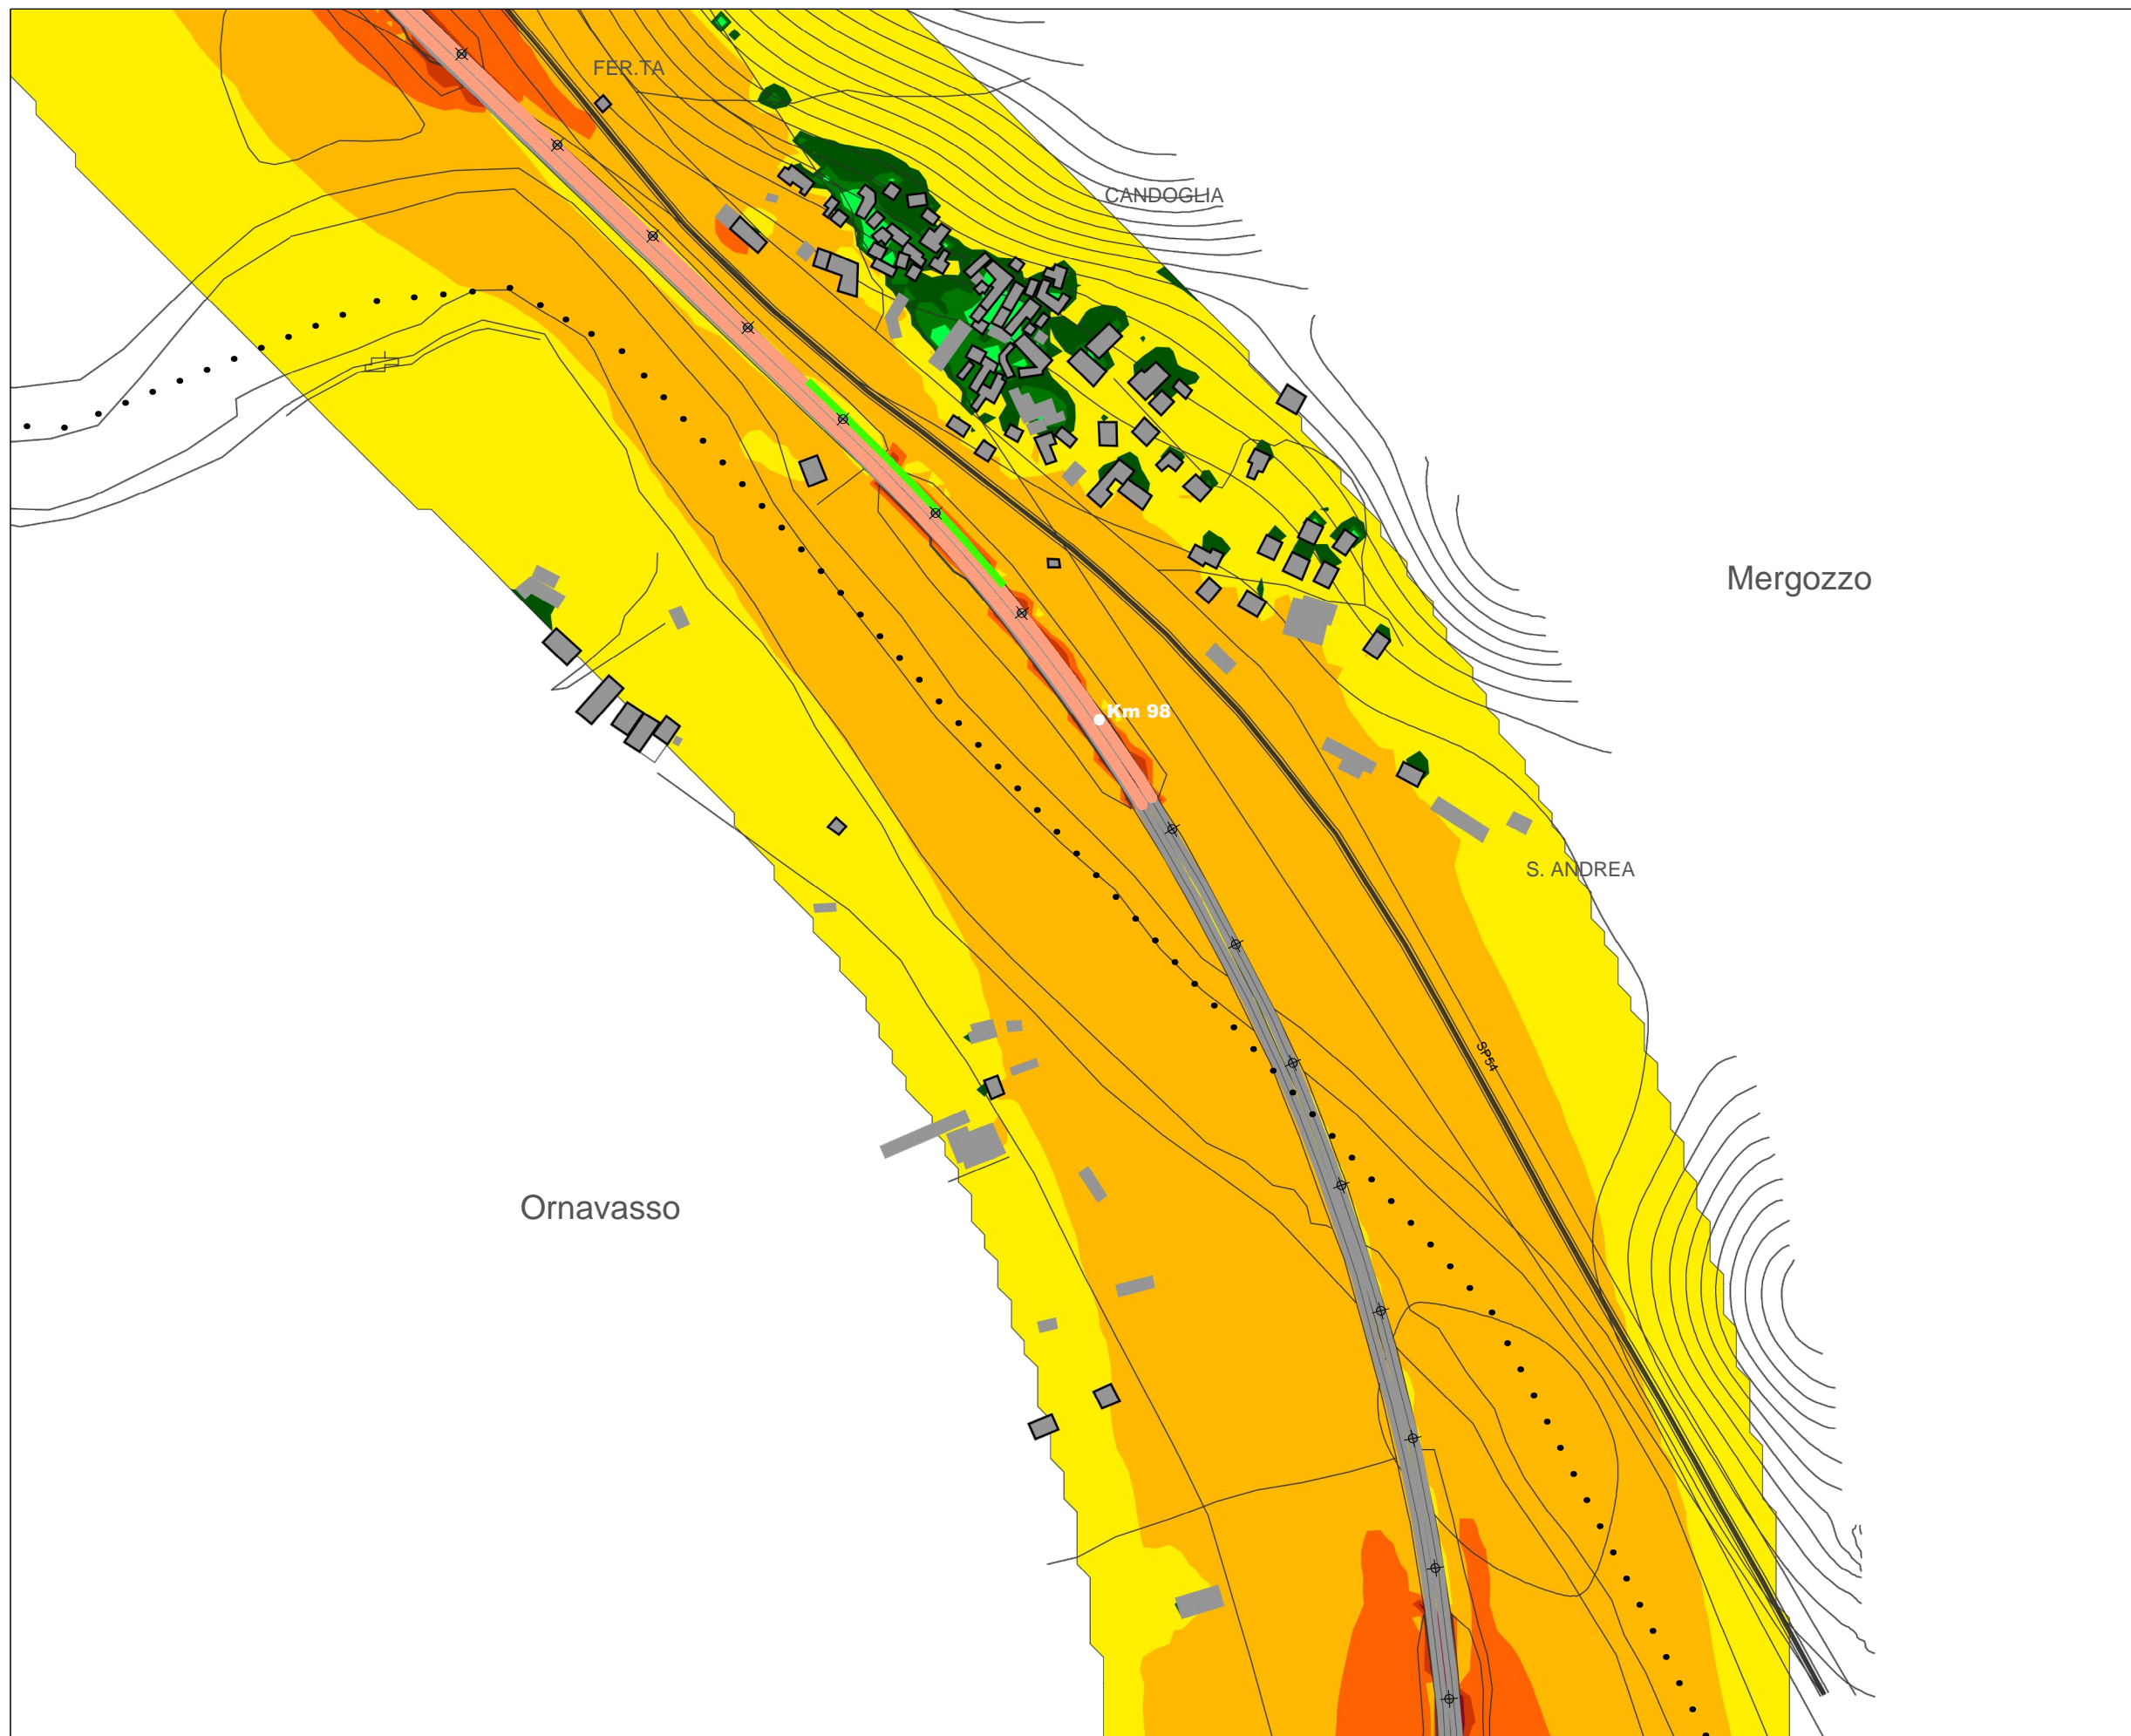 FER.TA
CANDOGLIA
Mergozzo
Km 98
S. ANDREA
SP54
Ornavasso